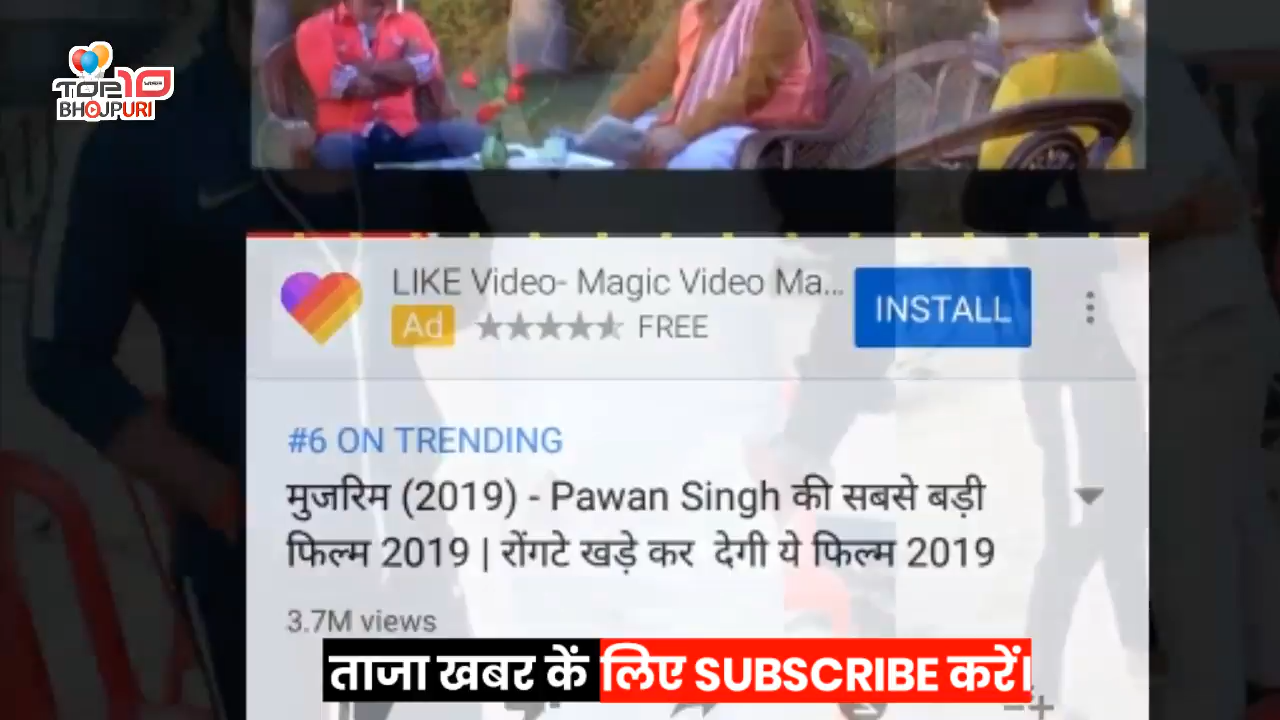 TOP 10
BHOJPURI
LIKE Video- Magic Video Ma...
INSTALL
Ad
FREE
#6 ON TRENDING
मुजरिम (2019) - Pawan Singh की सबसे बड़ी
फिल्म 2019 | रोंगटे खड़े कर देगी ये फिल्म 2019
3.7M views
ताजा खबर कें लिए SUBSCRIBE करें।